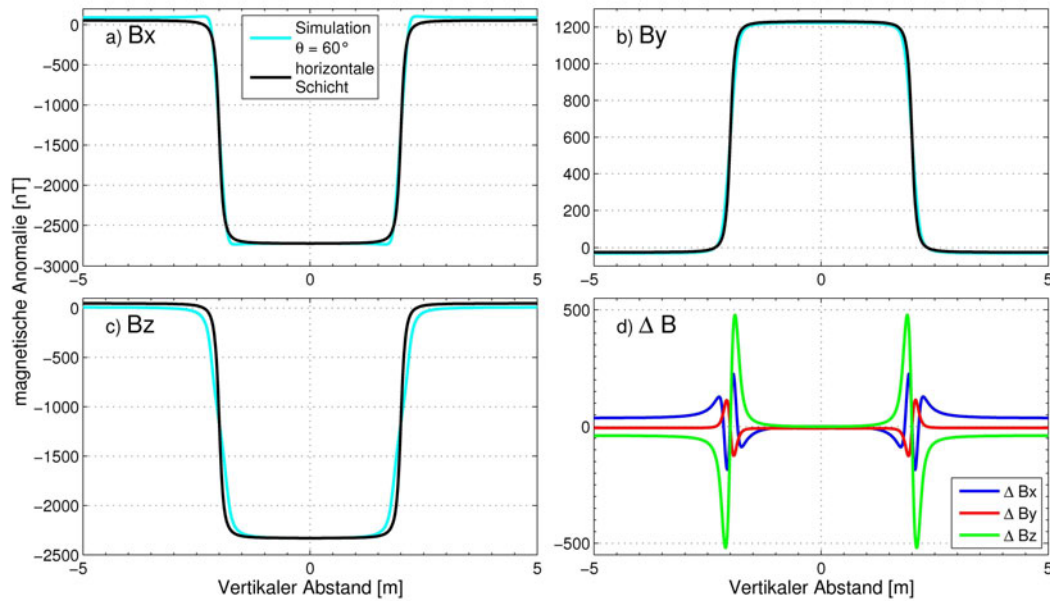 a) Bx
Simulation
θ = 60°
horizontale
Schicht
0
−500
−1000
−1500
−2000
−2500
−3000
−5
0
5
b) By
1200
1000
800
600
400
200
0
−5
0
5
magnetische Anomalie [nT]
c) Bz
0
−500
−1000
−1500
−2000
−2500
−5
0
5
Vertikaler Abstand [m]
d) Δ B
500
0
−500
Δ Bx
Δ By
Δ Bz
−5
0
5
Vertikaler Abstand [m]